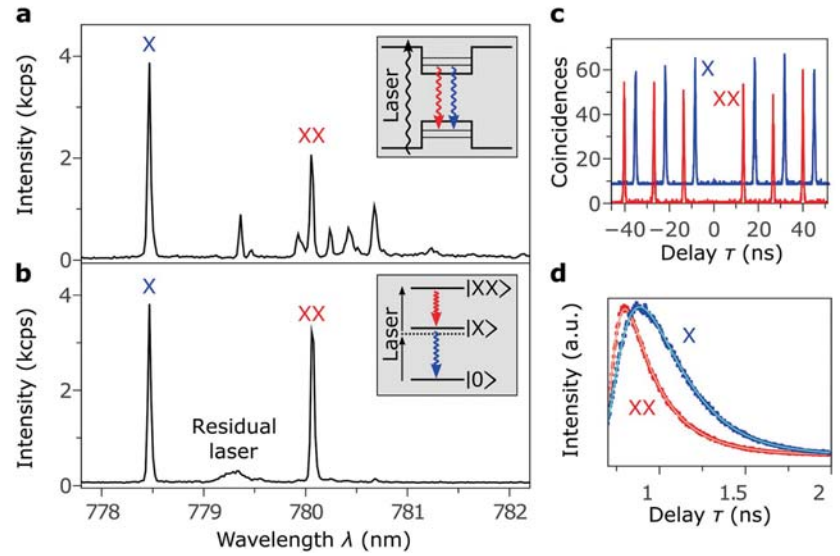 a
X
XX
Laser
Intensity (kcps)
4
2
0
b
X
XX
Residual
laser
Laser
|XX⟩
|X⟩
|0⟩
Intensity (kcps)
4
2
0
778
779
780
781
782
Wavelength λ (nm)
c
X
XX
Coincidences
60
40
20
0
−40 −20 0 20 40
Delay τ (ns)
d
X
XX
Intensity (a.u.)
1 1.5 2
Delay τ (ns)